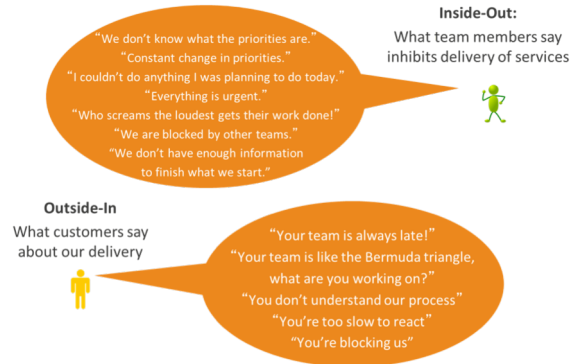 Inside-Out:
What team members say
inhibits delivery of services
“We don’t know what the priorities are.”
“Constant change in priorities.”
“I couldn’t do anything I was planning to do today.”
“Everything is urgent.”
“Who screams the loudest gets their work done!”
“We are blocked by other teams.”
“We don’t have enough information
to finish what we start.”
Outside-In
What customers say
about our delivery
“Your team is always late!”
“Your team is like the Bermuda triangle,
what are you working on?”
“You don’t understand our process”
“You’re too slow to react”
“You’re blocking us”